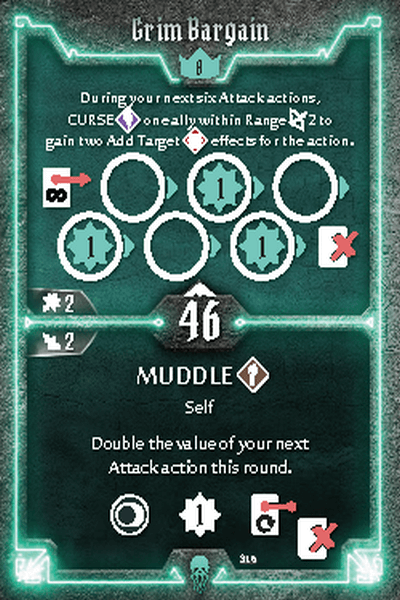 Grim Bargain
8
During your next six Attack actions,
CURSE on e ally within Range 2 to
gain two Add Target effects for the action.
1
1 1
2
46
2
MUDDLE
Self
Double the value of your next
Attack action this round.
1